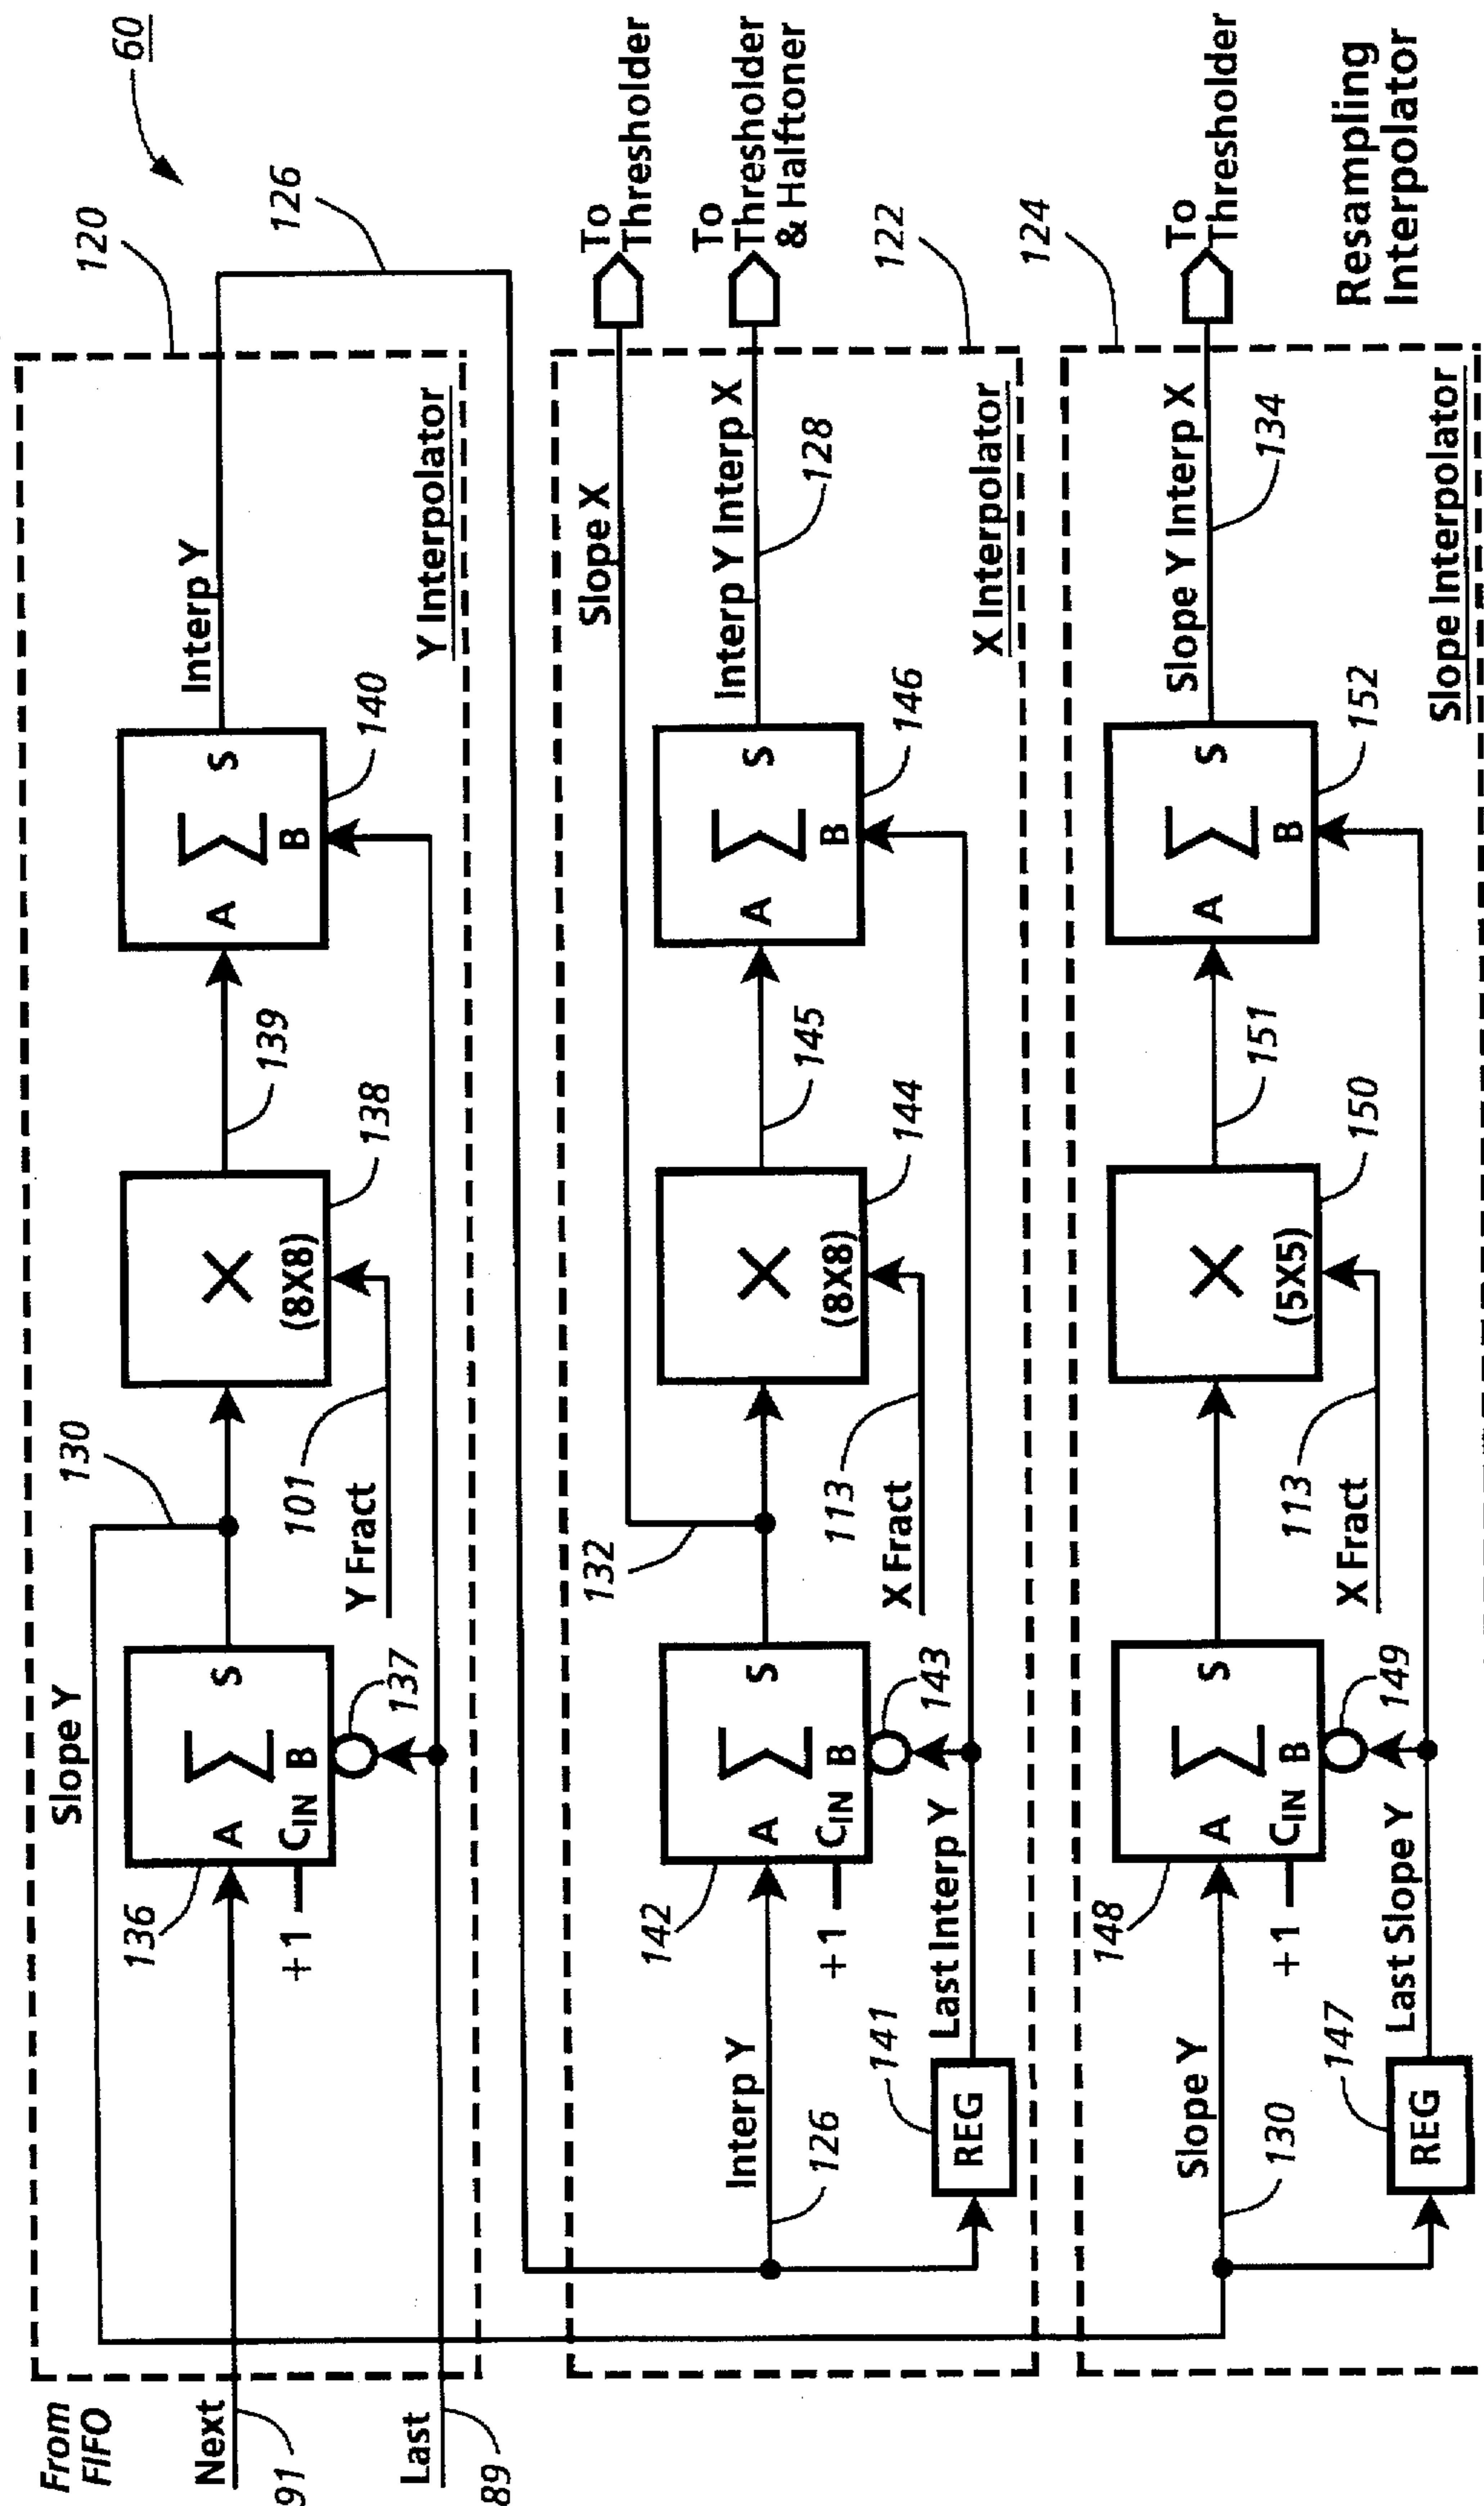 60
From
FIFO
Next
91
Last
89
120
Slope Y
136
A
Σ
S
+1
CIN
B
137
130
Y Fract
101
×
(8X8)
138
139
A
Σ
S
B
140
Interp Y
Y Interpolator
126
122
Interp Y
126
REG
141
Last Interp Y
142
A
Σ
S
+1
CIN
B
143
132
X Fract
113
×
(8X8)
144
145
A
Σ
S
B
146
Slope X
Interp Y Interp X
128
X Interpolator
To
Thresholder
To
Thresholder
& Halftoner
124
Slope Y
130
REG
147
Last Slope Y
148
A
Σ
S
+1
CIN
B
149
X Fract
113
×
(5X5)
150
151
A
Σ
S
B
152
Slope Y Interp X
134
Slope Interpolator
To
Thresholder
Resampling
Interpolator